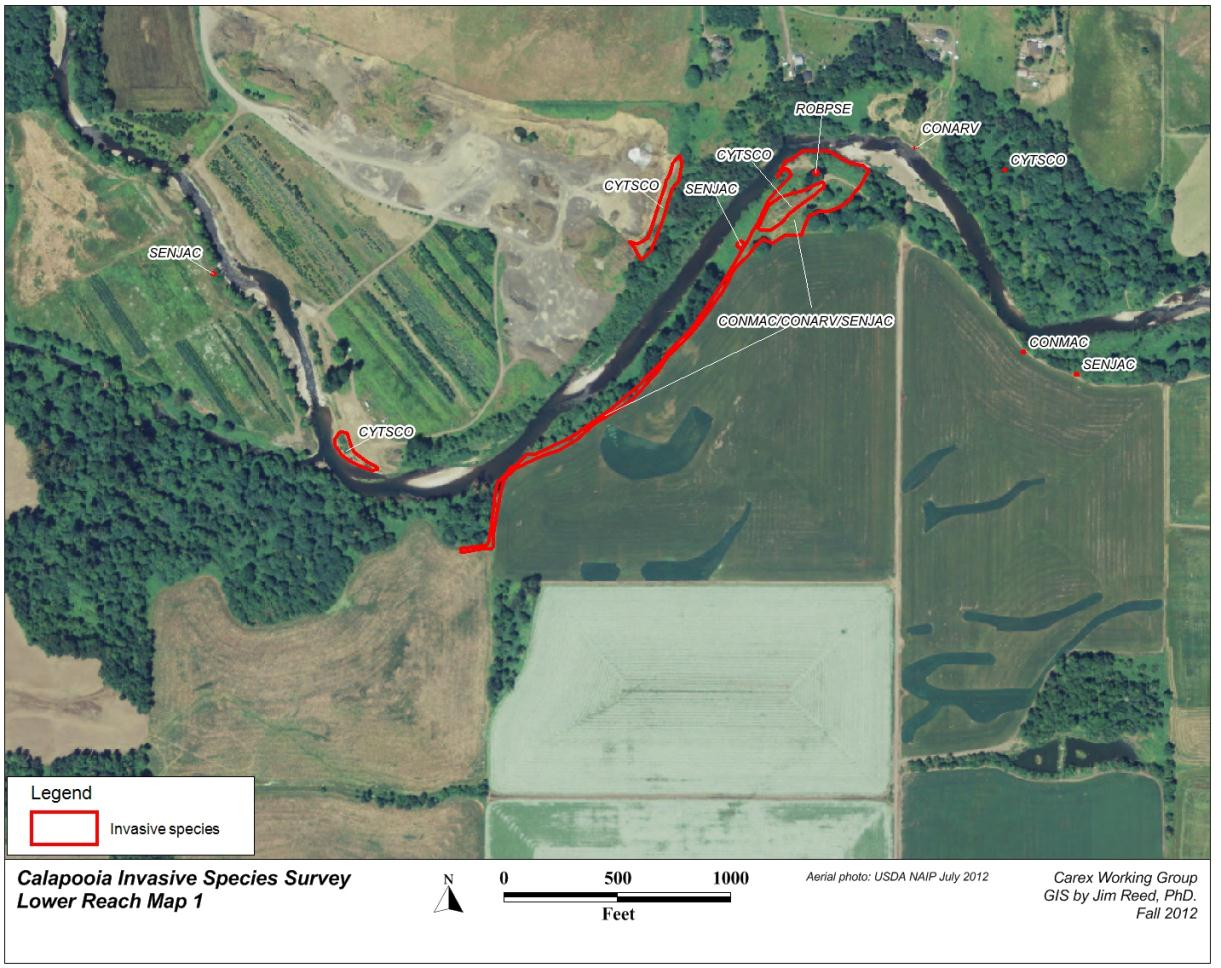 ROBPSE
CONARV
CYTSCO
CYTSCO
CYTSCO
SENJAC
SENJAC
CONMAC/CONARV/SENJAC
CONMAC
SENJAC
CYTSCO
Legend
Invasive species
Calapooia Invasive Species Survey
Lower Reach Map 1
N
0 500 1000
Feet
Aerial photo: USDA NAIP July 2012
Carex Working Group
GIS by Jim Reed, PhD.
Fall 2012